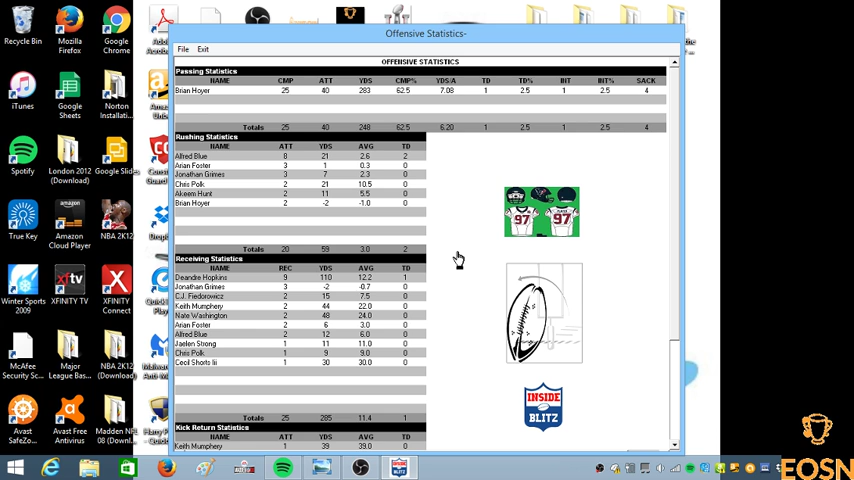 Offensive Statistics-
File Exit
OFFENSIVE STATISTICS
Passing Statistics
NAME CMP ATT YDS CMP% YDS/A TD TD% INT INT% SACK
Brian Hoyer 25 40 283 62.5 7.08 1 2.5 1 2.5 4
Totals 25 40 248 62.5 6.20 1 2.5 1 2.5 4
Rushing Statistics
NAME ATT YDS AVG TD
Alfred Blue 8 21 2.6 2
Arian Foster 3 1 0.3 0
Jonathan Grimes 3 7 2.3 0
Chris Polk 2 21 10.5 0
Akeem Hunt 2 11 5.5 0
Brian Hoyer 2 -2 -1.0 0
Totals 20 59 3.0 2
Receiving Statistics
NAME REC YDS AVG TD
Deandre Hopkins 9 110 12.2 1
Jonathan Grimes 3 -2 -0.7 0
C.J. Fiedorowicz 2 15 7.5 0
Keith Mumphery 2 44 22.0 0
Nate Washington 2 48 24.0 0
Arian Foster 2 6 3.0 0
Alfred Blue 2 12 6.0 0
Jaelen Strong 1 11 11.0 0
Chris Polk 1 9 9.0 0
Cecil Shorts Iii 1 30 30.0 0
Totals 25 285 11.4 1
Kick Return Statistics
NAME ATT YDS AVG TD
Keith Mumphery 1 39 39.0 0
97 97
INSIDE
BLITZ
Recycle Bin
Mozilla
Firefox
Google
Chrome
iTunes
Google
Sheets
Norton
Installati...
Spotify
London 2012
(Download)
Google Slides
True Key
Amazon
Cloud Player
NBA 2K12
Winter Sports
2009
XFINITY TV
XFINITY
Connect
McAfee
Security Sc...
Major
League Bas...
NBA 2K12
(Download)
Avast
SafeZo...
Avast Free
Antivirus
Madden NFL
08 (Downl...
EOSN